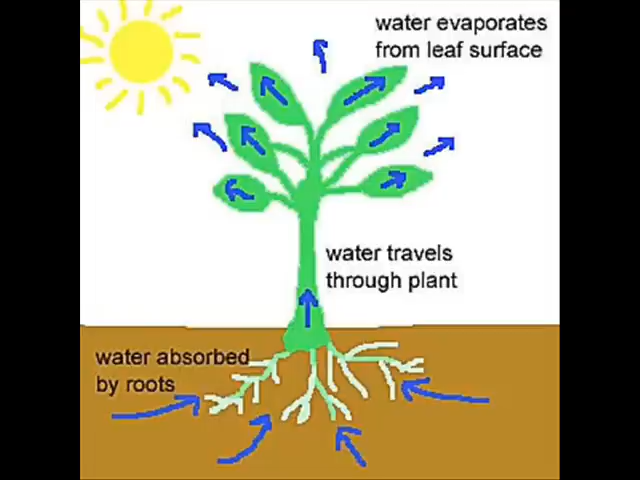 water evaporates
from leaf surface
water travels
through plant
water absorbed
by roots